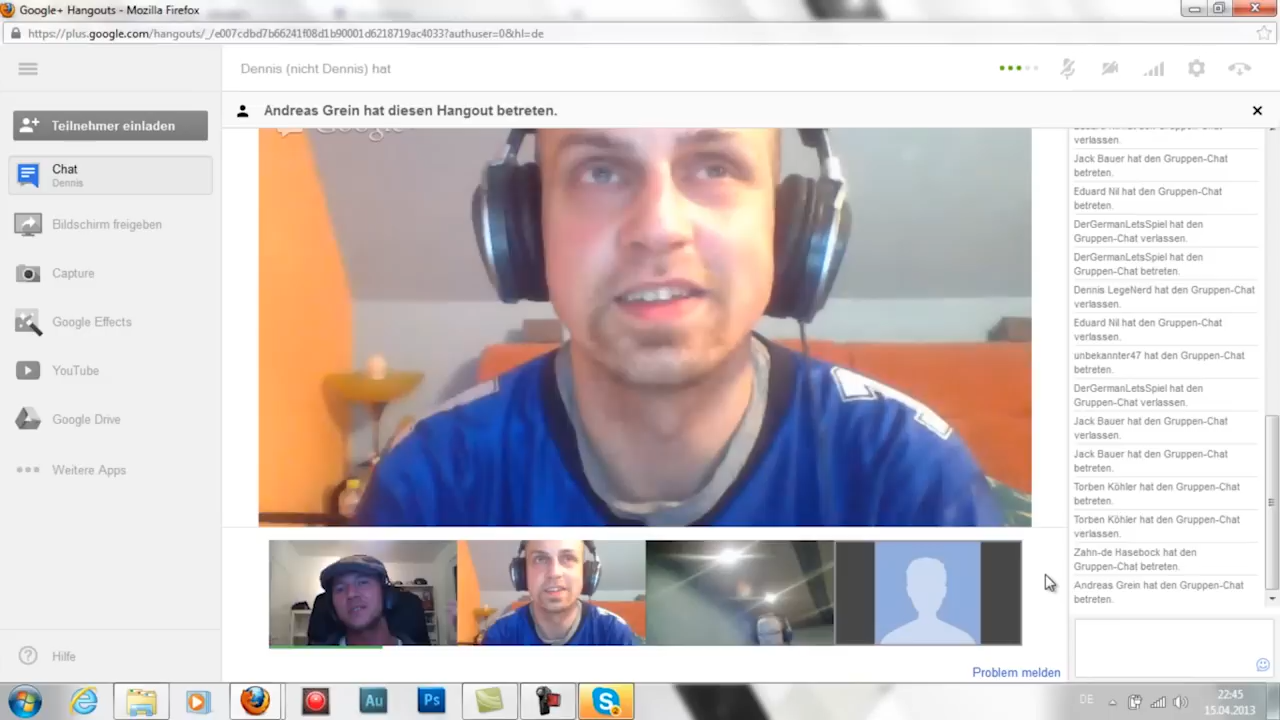 Google+ Hangouts - Mozilla Firefox
https://plus.google.com/hangouts/_/e007cdbd7b66241f08d1b90001d6218719ac4033?authuser=0&hl=de
Dennis (nicht Dennis) hat
Andreas Grein hat diesen Hangout betreten.
Teilnehmer einladen
Chat
Dennis
Bildschirm freigeben
Capture
Google Effects
YouTube
Google Drive
Weitere Apps
Hilfe
Google
verlassen.
Jack Bauer hat den Gruppen-Chat
betreten.
Eduard Nil hat den Gruppen-Chat
betreten.
DerGermanLetsSpiel hat den
Gruppen-Chat verlassen.
DerGermanLetsSpiel hat den
Gruppen-Chat betreten.
Dennis LegeNerd hat den Gruppen-Chat
verlassen.
Eduard Nil hat den Gruppen-Chat
verlassen.
unbekannter47 hat den Gruppen-Chat
betreten.
DerGermanLetsSpiel hat den
Gruppen-Chat verlassen.
Jack Bauer hat den Gruppen-Chat
verlassen.
Jack Bauer hat den Gruppen-Chat
betreten.
Torben Köhler hat den Gruppen-Chat
betreten.
Torben Köhler hat den Gruppen-Chat
verlassen.
Zahn-de Hasebock hat den
Gruppen-Chat betreten.
Andreas Grein hat den Gruppen-Chat
betreten.
Problem melden
Au
Ps
DE
22:45
15.04.2013